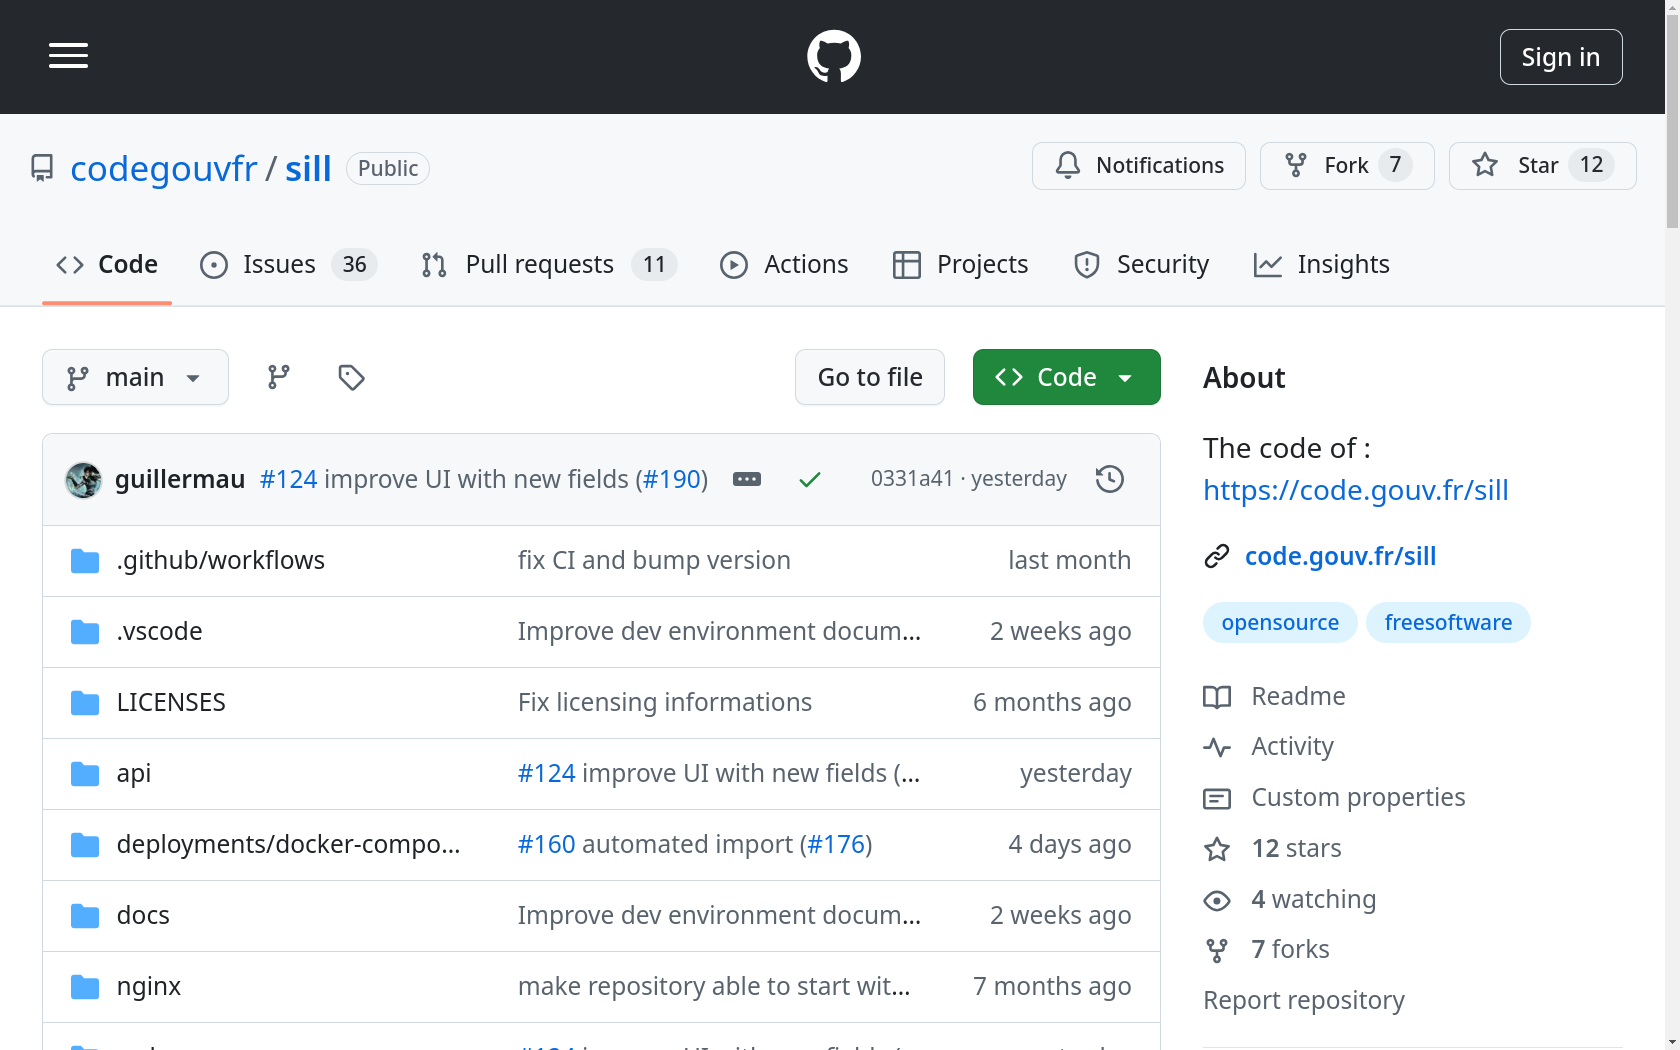 Sign in
codegouvfr / sill Public
Notifications
Fork 7
Star 12
Code
Issues 36
Pull requests 11
Actions
Projects
Security
Insights
main
Go to file
Code
guillermau #124 improve UI with new fields (#190) 0331a41 · yesterday
.github/workflows fix CI and bump version last month
.vscode Improve dev environment docum... 2 weeks ago
LICENSES Fix licensing informations 6 months ago
api #124 improve UI with new fields (... yesterday
deployments/docker-compo... #160 automated import (#176) 4 days ago
docs Improve dev environment docum... 2 weeks ago
nginx make repository able to start wit... 7 months ago
About
The code of :
https://code.gouv.fr/sill
code.gouv.fr/sill
opensource freesoftware
Readme
Activity
Custom properties
12 stars
4 watching
7 forks
Report repository